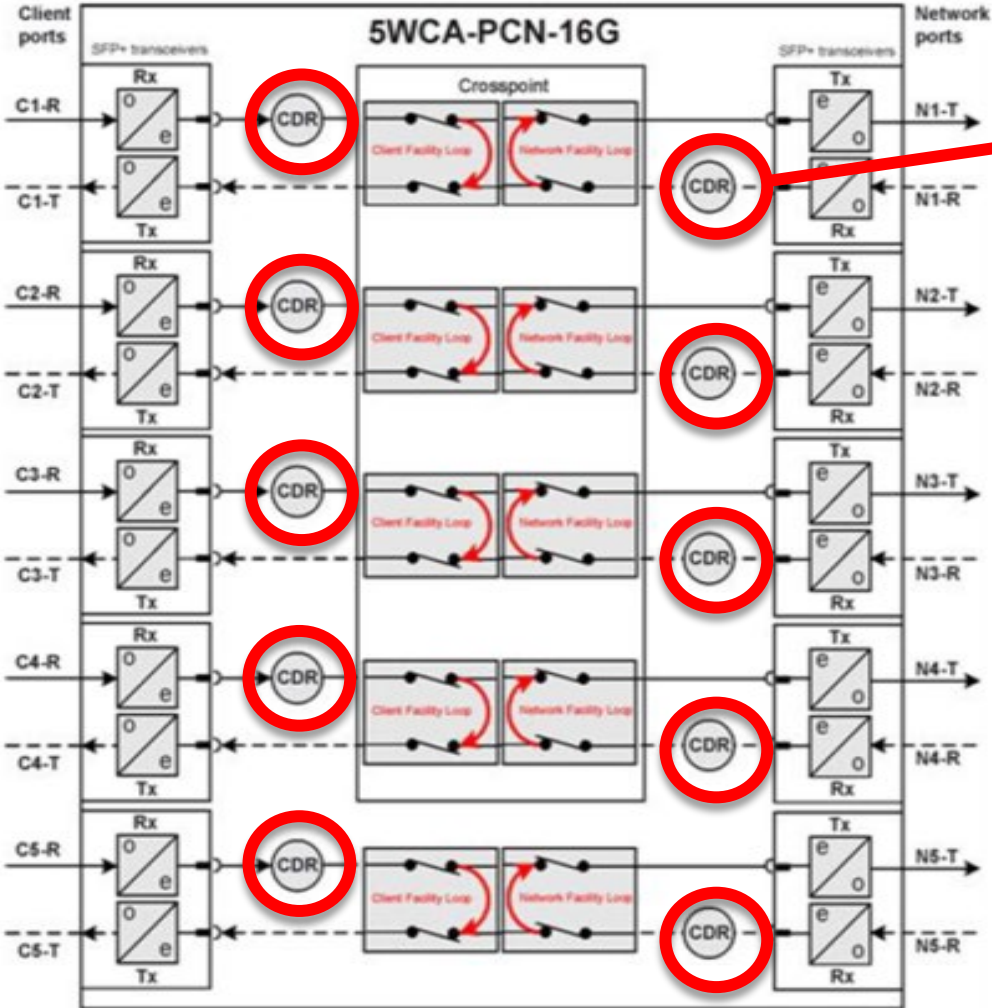 Client ports
5WCA-PCN-16G
Network ports
SFP+ transceivers
SFP+ transceivers
Crosspoint
Rx
Tx
C1-R
o
e
CDR
e
o
N1-T
Client Facility Loop
Network Facility Loop
C1-T
o
e
CDR
e
o
N1-R
Tx
Rx
Rx
Tx
C2-R
o
e
CDR
e
o
N2-T
Client Facility Loop
Network Facility Loop
C2-T
o
e
CDR
e
o
N2-R
Tx
Rx
Rx
Tx
C3-R
o
e
CDR
e
o
N3-T
Client Facility Loop
Network Facility Loop
C3-T
o
e
CDR
e
o
N3-R
Tx
Rx
Rx
Tx
C4-R
o
e
CDR
e
o
N4-T
Client Facility Loop
Network Facility Loop
C4-T
o
e
CDR
e
o
N4-R
Tx
Rx
Rx
Tx
C5-R
o
e
CDR
e
o
N5-T
Client Facility Loop
Network Facility Loop
C5-T
o
e
CDR
e
o
N5-R
Tx
Rx